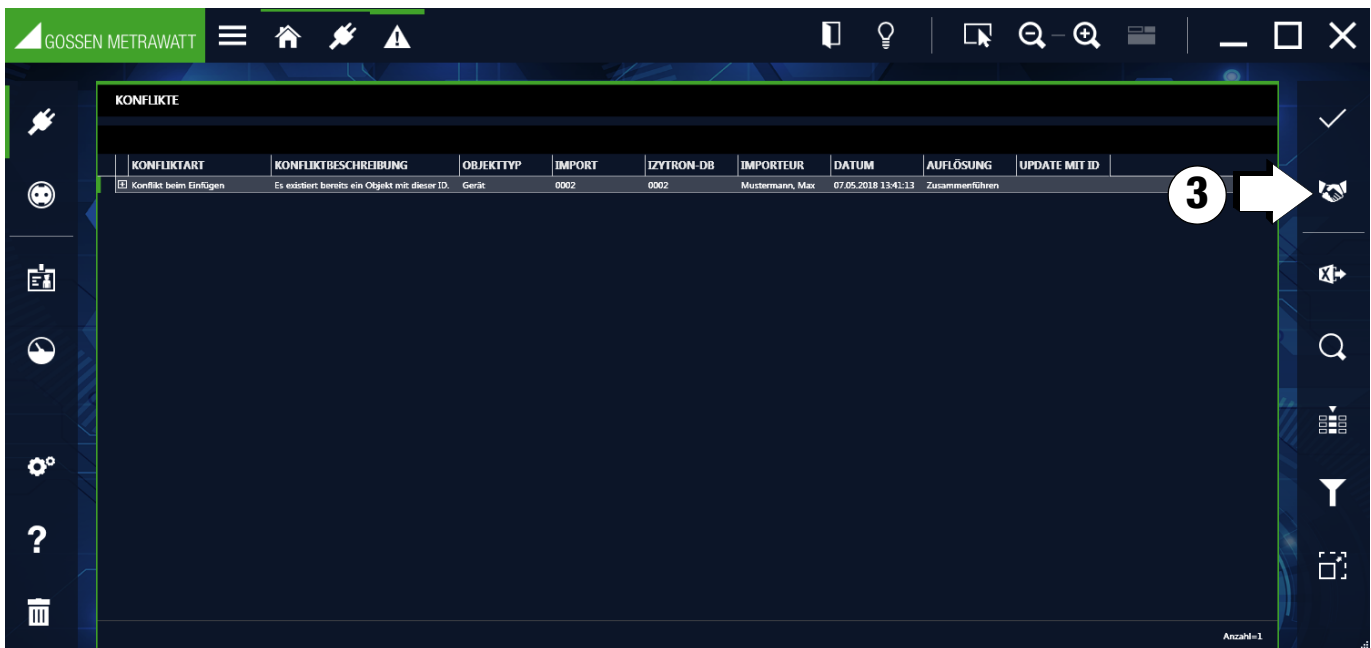 GOSSEN METRAWATT
KONFLIKTE
KONFLIKTART KONFLIKTBESCHREIBUNG OBJEKTTYP IMPORT IZYTRON-DB IMPORTEUR DATUM AUFLÖSUNG UPDATE MIT ID
Konflikt beim Einfügen Es existiert bereits ein Objekt mit dieser ID. Gerät 0002 0002 Mustermann, Max 07.05.2018 13:41:13 Zusammenführen
3
?
Anzahl=1